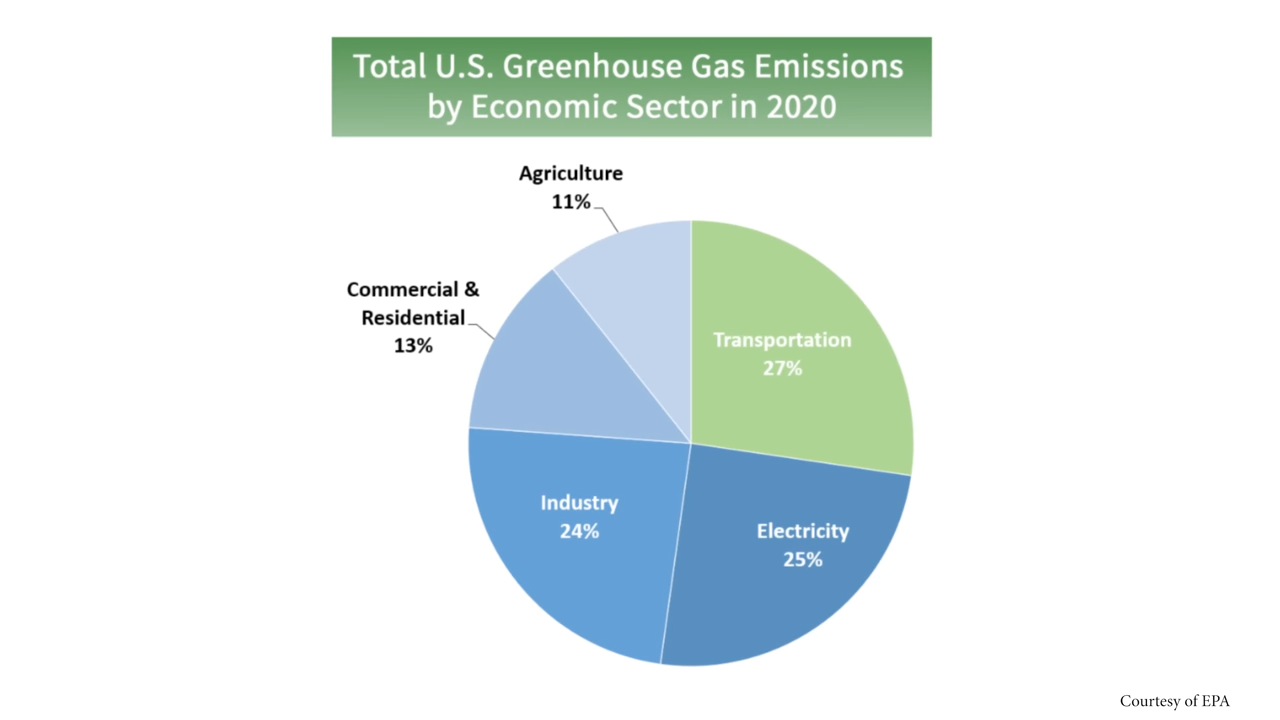 Total U.S. Greenhouse Gas Emissions
by Economic Sector in 2020
Agriculture
11%
Commercial &
Residential
13%
Transportation
27%
Industry
24%
Electricity
25%
Courtesy of EPA